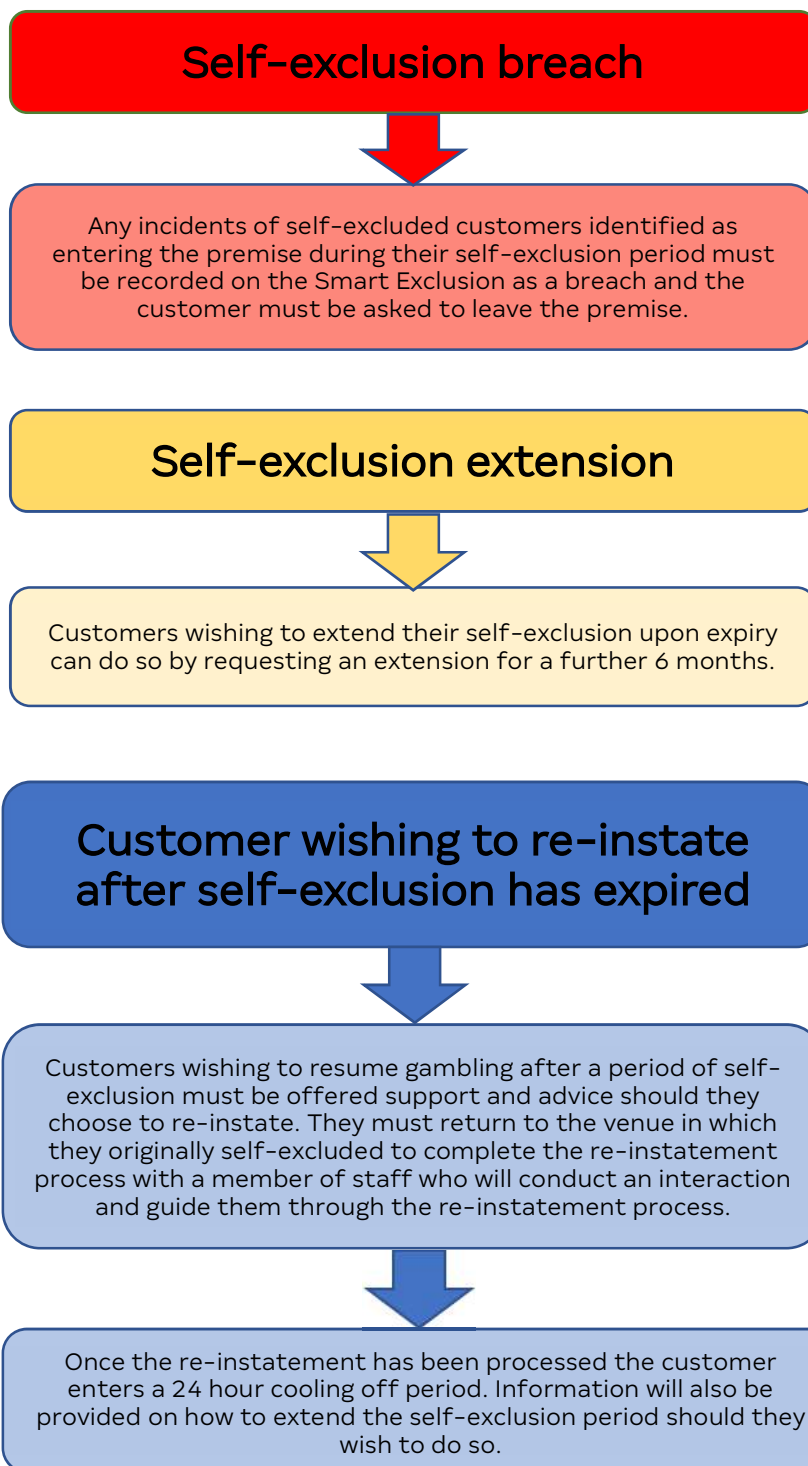 Self-exclusion breach
Any incidents of self-excluded customers identified as
entering the premise during their self-exclusion period must
be recorded on the Smart Exclusion as a breach and the
customer must be asked to leave the premise.
Self-exclusion extension
Customers wishing to extend their self-exclusion upon expiry
can do so by requesting an extension for a further 6 months.
Customer wishing to re-instate
after self-exclusion has expired
Customers wishing to resume gambling after a period of self-
exclusion must be offered support and advice should they
choose to re-instate. They must return to the venue in which
they originally self-excluded to complete the re-instatement
process with a member of staff who will conduct an interaction
and guide them through the re-instatement process.
Once the re-instatement has been processed the customer
enters a 24 hour cooling off period. Information will also be
provided on how to extend the self-exclusion period should they
wish to do so.